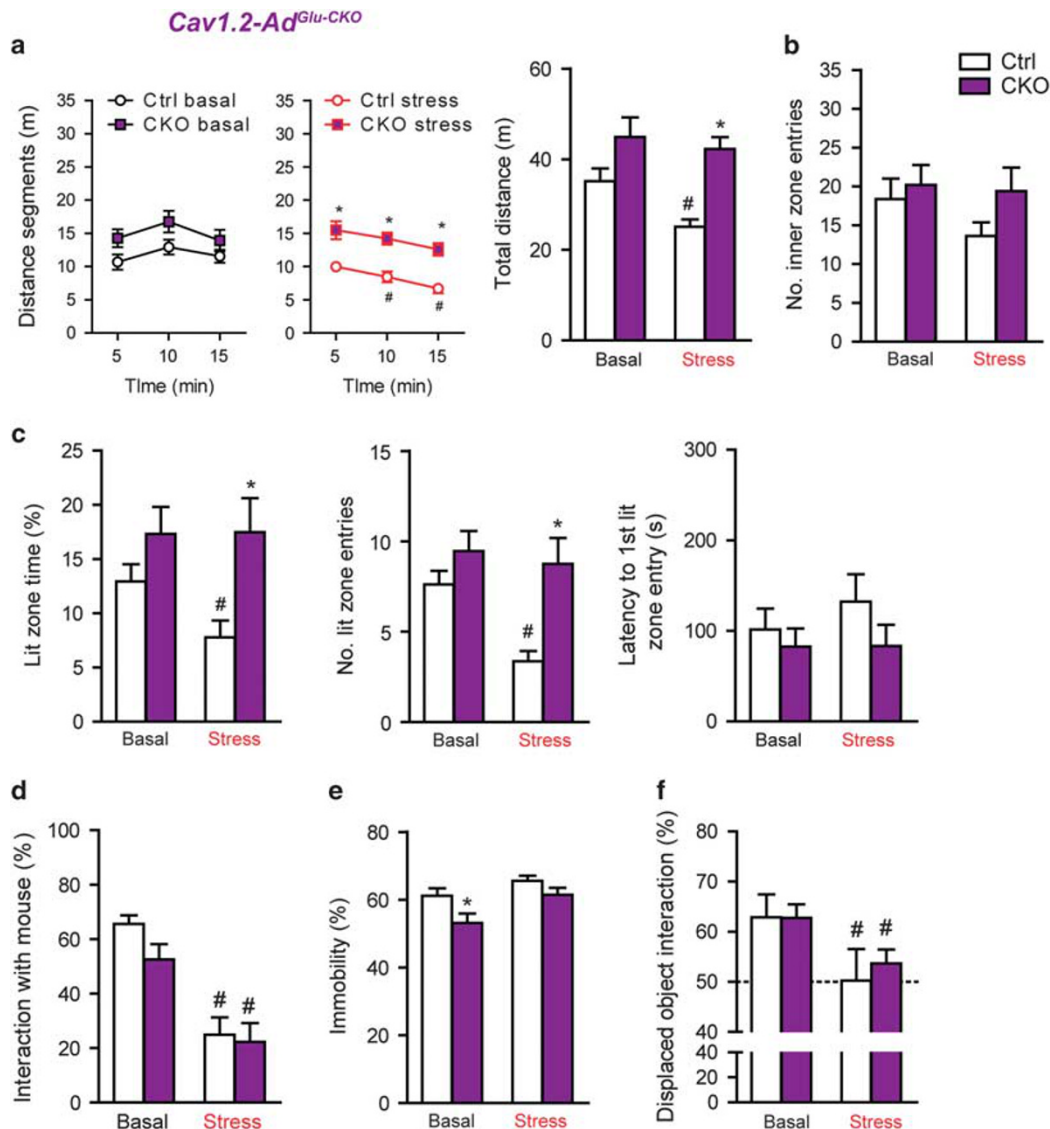 Cav1.2-Ad^Glu-CKO
a
Distance segments (m)
35
30
25
20
15
10
5
0
Ctrl basal
CKO basal
5 10 15
TIme (min)
35
30
25
20
15
10
5
0
Ctrl stress
CKO stress
* * *
# #
5 10 15
TIme (min)
Total distance (m)
60
40
20
0
# *
Basal Stress
b
Ctrl
CKO
No. inner zone entries
35
30
25
20
15
10
5
0
Basal Stress
c
Lit zone time (%)
25
20
15
10
5
0
# *
Basal Stress
No. lit zone entries
15
10
5
0
# *
Basal Stress
Latency to 1st lit
zone entry (s)
300
200
100
0
Basal Stress
d
Interaction with mouse (%)
100
80
60
40
20
0
# #
Basal Stress
e
Immobility (%)
80
60
40
20
0
*
Basal Stress
f
Displaced object interaction (%)
80
70
60
50
40
40
20
0
# #
Basal Stress